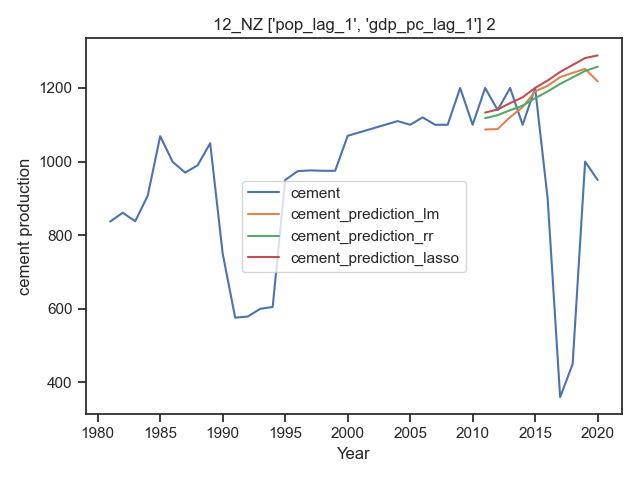 12_NZ ['pop_lag_1', 'gdp_pc_lag_1'] 2
cement production
1200
1000
800
600
400
cement
cement_prediction_lm
cement_prediction_rr
cement_prediction_lasso
1980 1985 1990 1995 2000 2005 2010 2015 2020
Year